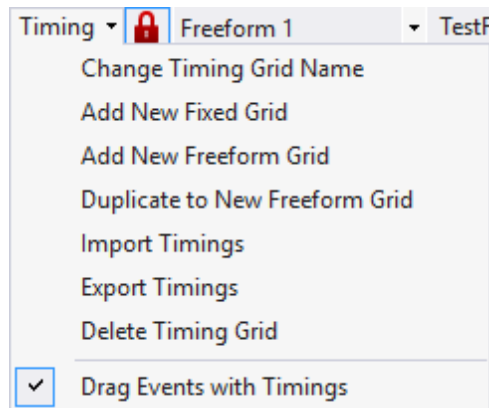 Timing Freeform 1
Change Timing Grid Name
Add New Fixed Grid
Add New Freeform Grid
Duplicate to New Freeform Grid
Import Timings
Export Timings
Delete Timing Grid
Drag Events with Timings